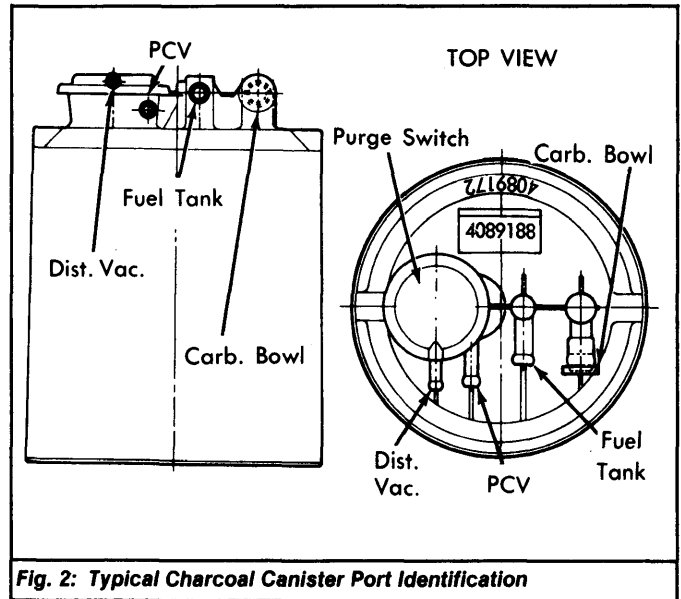 PCV
TOP VIEW
Purge Switch
Carb. Bowl
Fuel Tank
4089172
4089188
Dist. Vac.
Carb. Bowl
Fuel
Tank
Dist.
Vac.
PCV
Fig. 2: Typical Charcoal Canister Port Identification